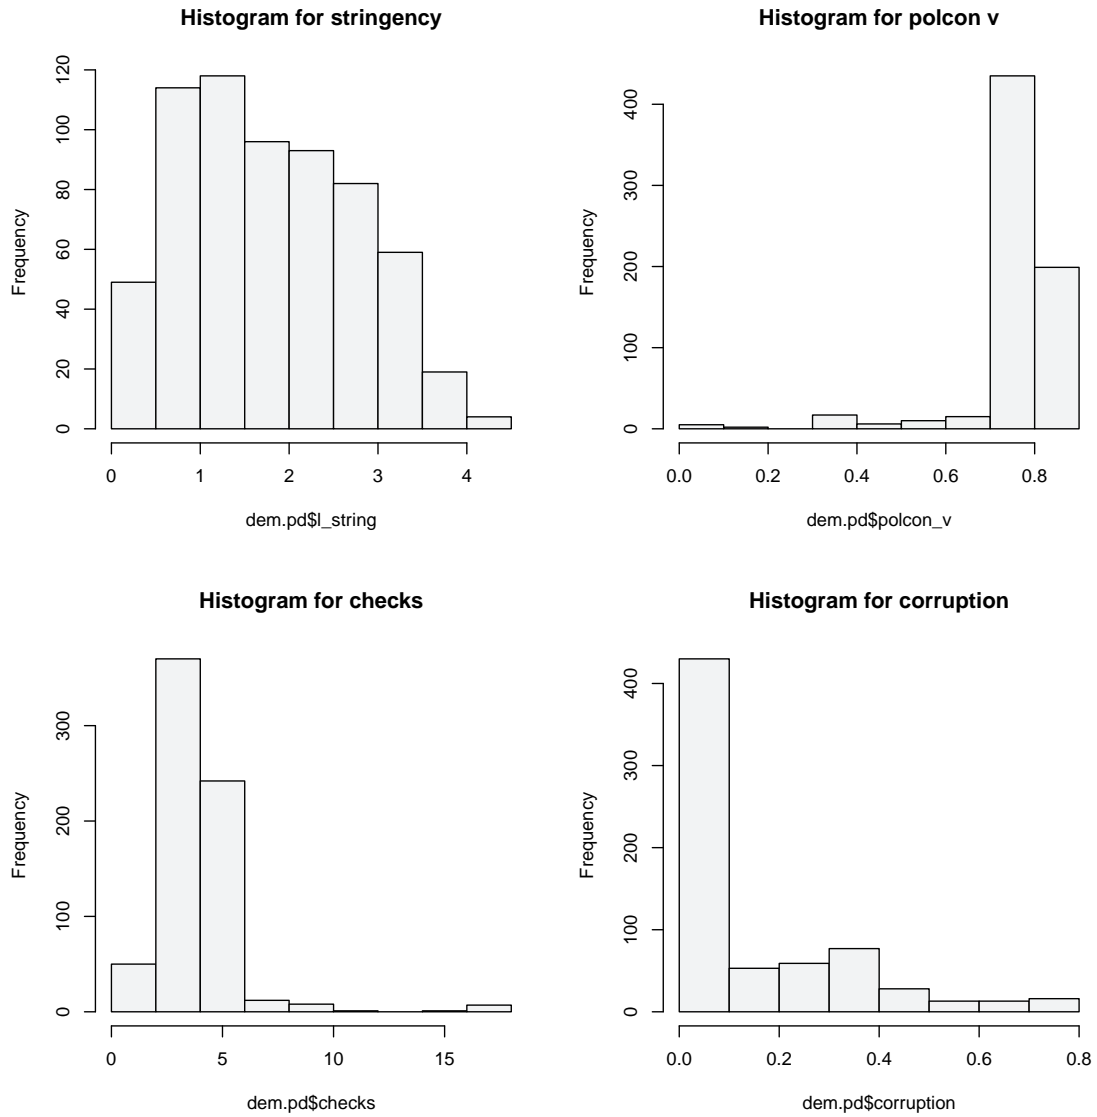 Histogram for stringency
Frequency
0 20 40 60 80 100 120
0 1 2 3 4
dem.pd$l_string
Histogram for polcon v
Frequency
0 100 200 300 400
0.0 0.2 0.4 0.6 0.8
dem.pd$polcon_v
Histogram for checks
Frequency
0 100 200 300
0 5 10 15
dem.pd$checks
Histogram for corruption
Frequency
0 100 200 300 400
0.0 0.2 0.4 0.6 0.8
dem.pd$corruption